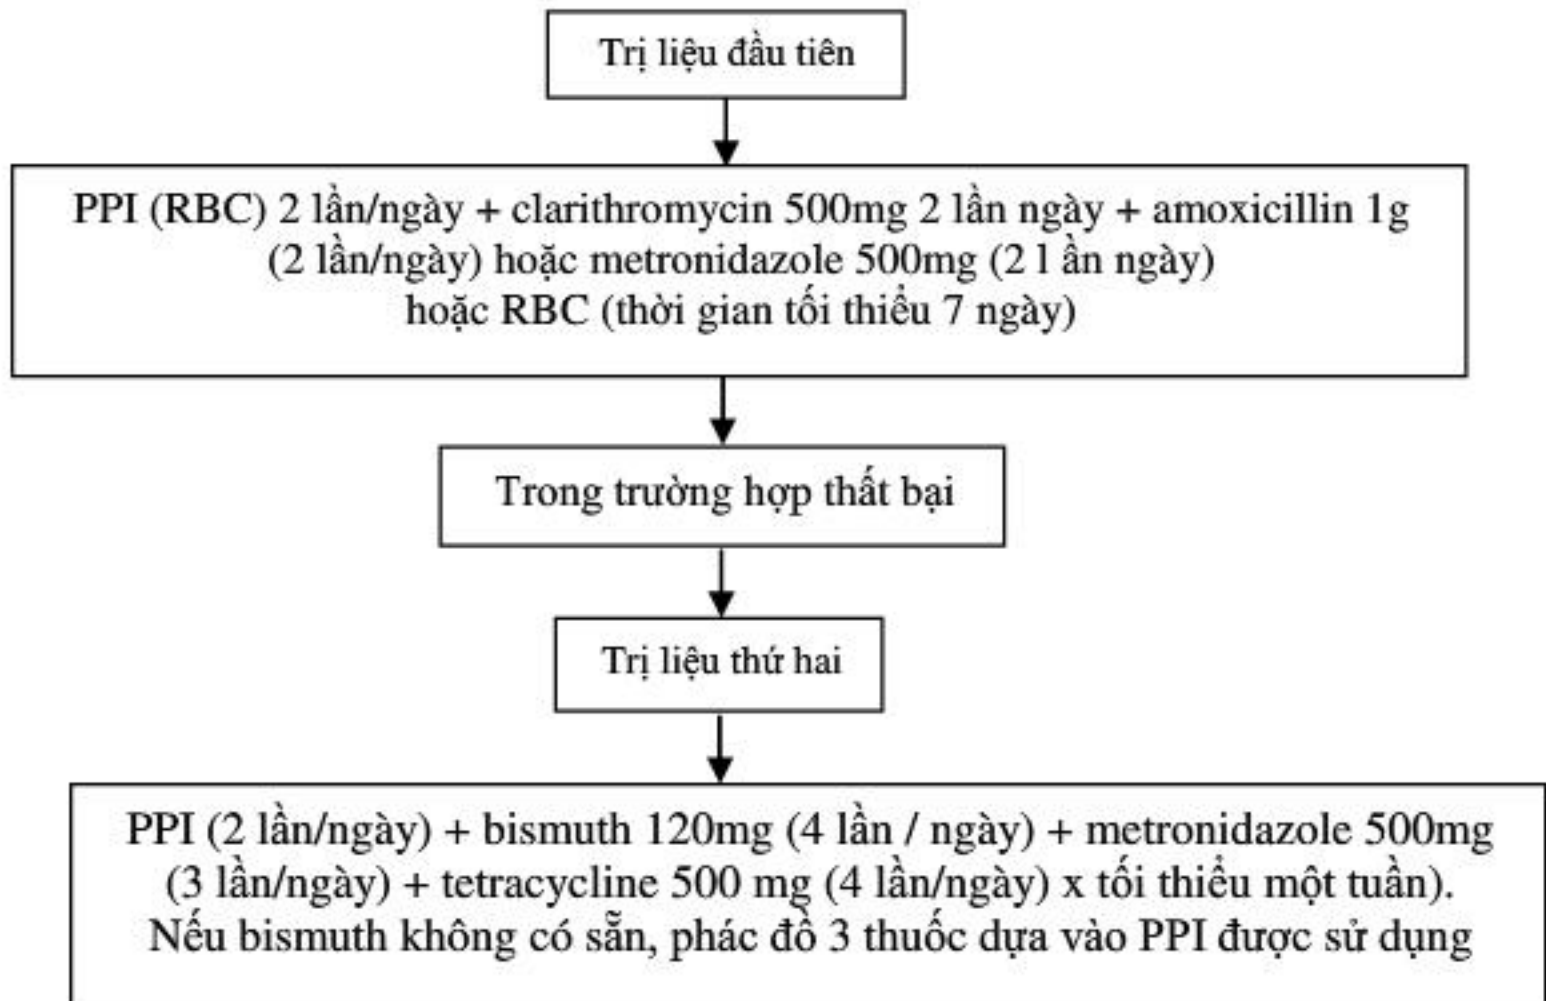 Trị liệu đầu tiên
PPI (RBC) 2 lần/ngày + clarithromycin 500mg 2 lần ngày + amoxicillin 1g
(2 lần/ngày) hoặc metronidazole 500mg (2 l ần ngày)
hoặc RBC (thời gian tối thiểu 7 ngày)
Trong trường hợp thất bại
Trị liệu thứ hai
PPI (2 lần/ngày) + bismuth 120mg (4 lần / ngày) + metronidazole 500mg
(3 lần/ngày) + tetracycline 500 mg (4 lần/ngày) x tối thiểu một tuần).
Nếu bismuth không có sẵn, phác đồ 3 thuốc dựa vào PPI được sử dụng